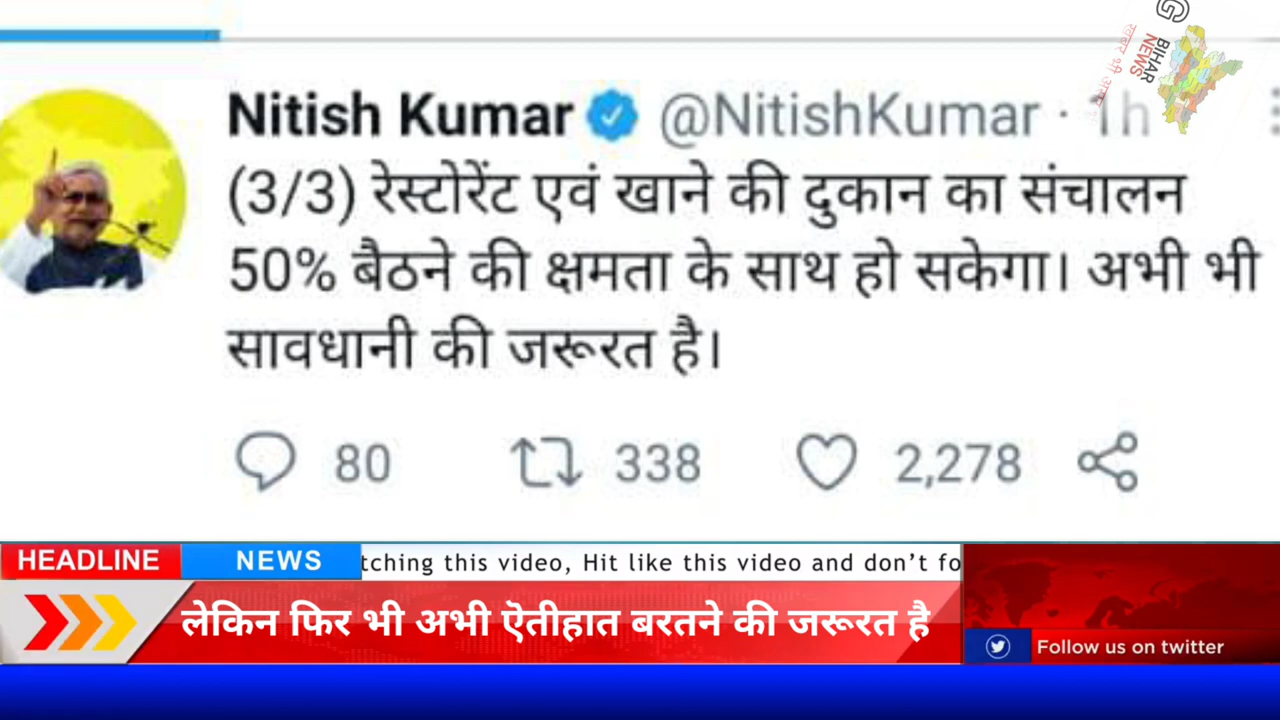 G
BIHAR
NEWS
Nitish Kumar @NitishKumar · 1h
(3/3) रेस्टोरेंट एवं खाने की दुकान का संचालन
50% बैठने की क्षमता के साथ हो सकेगा। अभी भी
सावधानी की जरूरत है।
80 338 2,278
HEADLINE NEWS tching this video, Hit like this video and don’t fo
लेकिन फिर भी अभी ऎतीहात बरतने की जरूरत है
Follow us on twitter